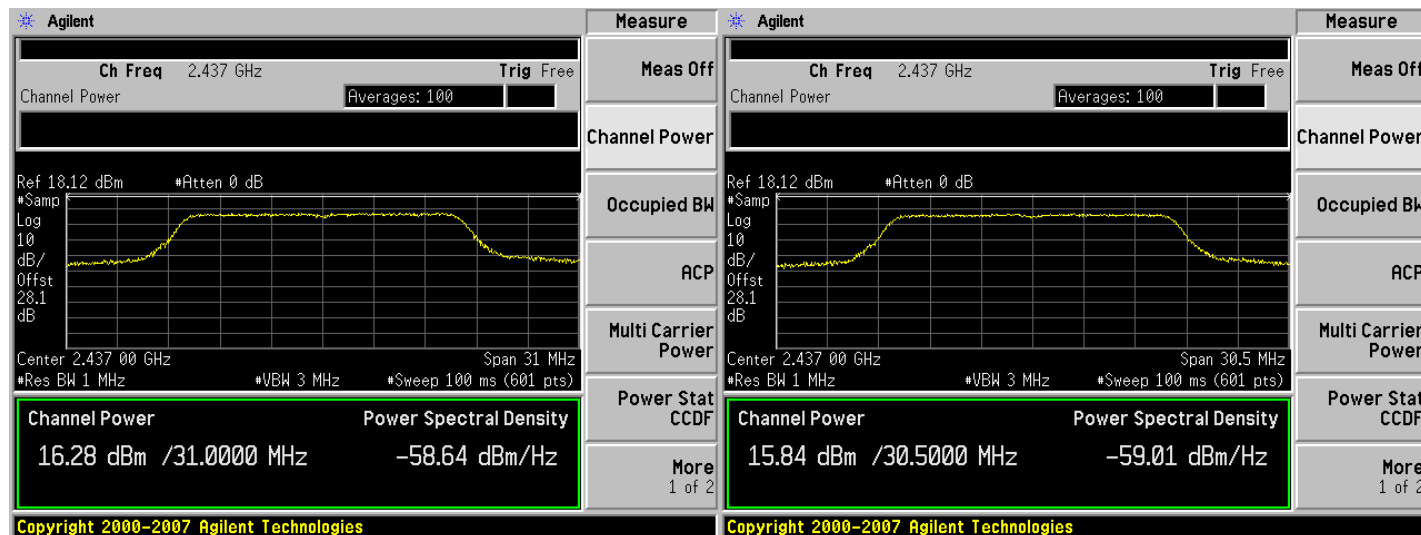 Agilent
Measure
Ch Freq 2.437 GHz Trig Free
Meas Off
Channel Power Averages: 100
Channel Power
Ref 18.12 dBm #Atten 0 dB
#Samp
Log
10
dB/
Offst
28.1
dB
Occupied BW
ACP
Multi Carrier
Power
Center 2.437 00 GHz Span 31 MHz
#Res BW 1 MHz #VBW 3 MHz #Sweep 100 ms (601 pts)
Power Stat
CCDF
Channel Power Power Spectral Density
16.28 dBm /31.0000 MHz -58.64 dBm/Hz
More
1 of 2
Copyright 2000-2007 Agilent Technologies
Agilent
Measure
Ch Freq 2.437 GHz Trig Free
Meas Off
Channel Power Averages: 100
Channel Power
Ref 18.12 dBm #Atten 0 dB
#Samp
Log
10
dB/
Offst
28.1
dB
Occupied BW
ACP
Multi Carrier
Power
Center 2.437 00 GHz Span 30.5 MHz
#Res BW 1 MHz #VBW 3 MHz #Sweep 100 ms (601 pts)
Power Stat
CCDF
Channel Power Power Spectral Density
15.84 dBm /30.5000 MHz -59.01 dBm/Hz
More
1 of 2
Copyright 2000-2007 Agilent Technologies